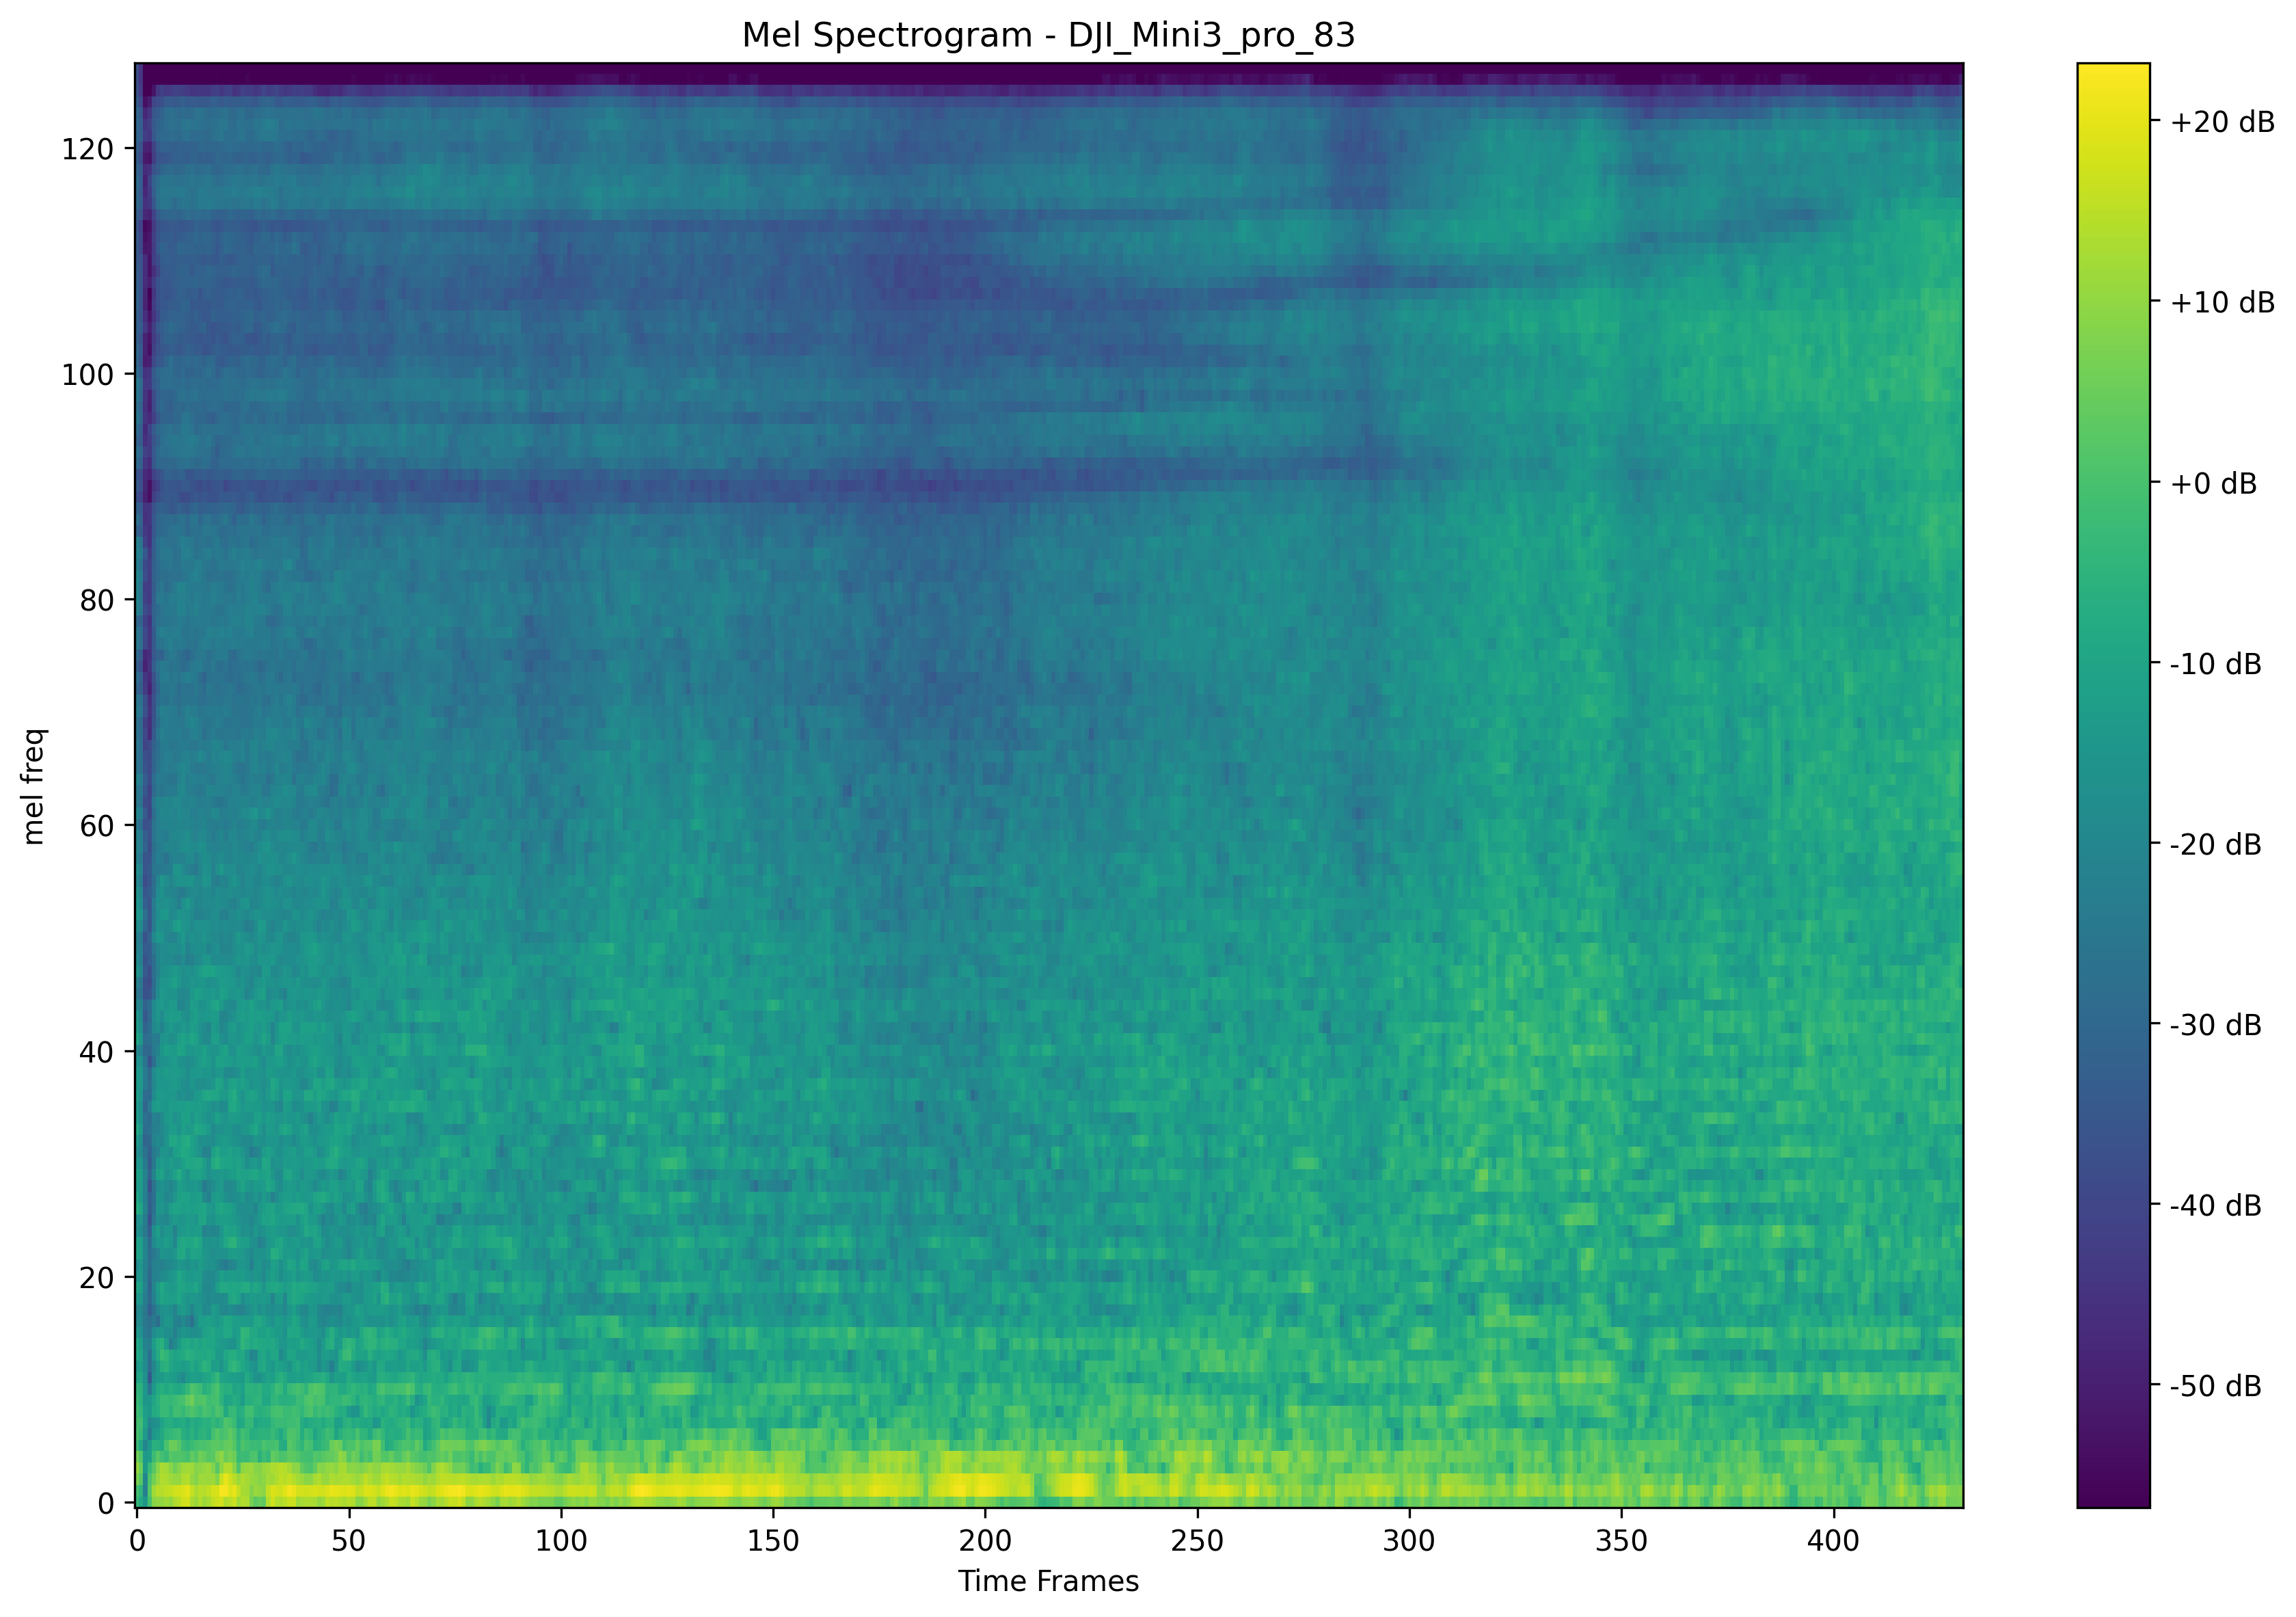 Mel Spectrogram - DJI_Mini3_pro_83
mel freq
120
100
80
60
40
20
0
0 50 100 150 200 250 300 350 400
Time Frames
+20 dB
+10 dB
+0 dB
-10 dB
-20 dB
-30 dB
-40 dB
-50 dB